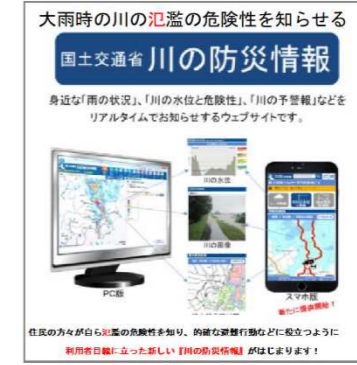 大雨時の川の氾濫の危険性を知らせる
国土交通省 川の防災情報
身近な「雨の状況」、「川の水位と危険性」、「川の予警報」などを
リアルタイムでお知らせするウェブサイトです。
川の水位
川の画像
PC版
スマホ版
新たに提供開始！
住民の方々が自ら氾濫の危険性を知り、的確な避難行動などに役立つように
利用者目線に立った新しい『川の防災情報』がはじまります！